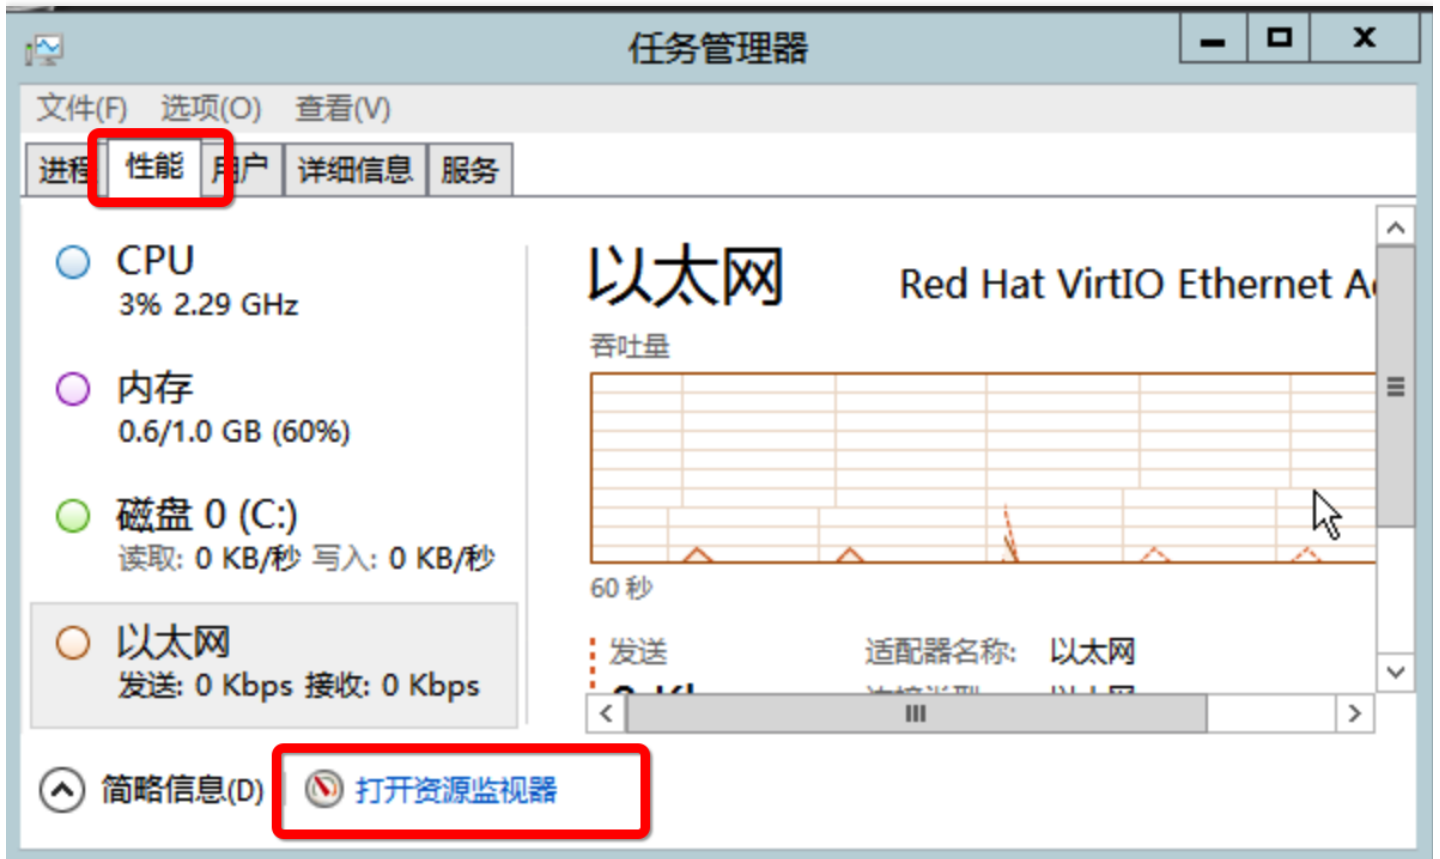 任务管理器
文件(F) 选项(O) 查看(V)
进程 性能 用户 详细信息 服务
CPU
3% 2.29 GHz
内存
0.6/1.0 GB (60%)
磁盘 0 (C:)
读取: 0 KB/秒 写入: 0 KB/秒
以太网
发送: 0 Kbps 接收: 0 Kbps
以太网 Red Hat VirtIO Ethernet
吞吐量
60 秒
发送 适配器名称: 以太网
简略信息(D) 打开资源监视器